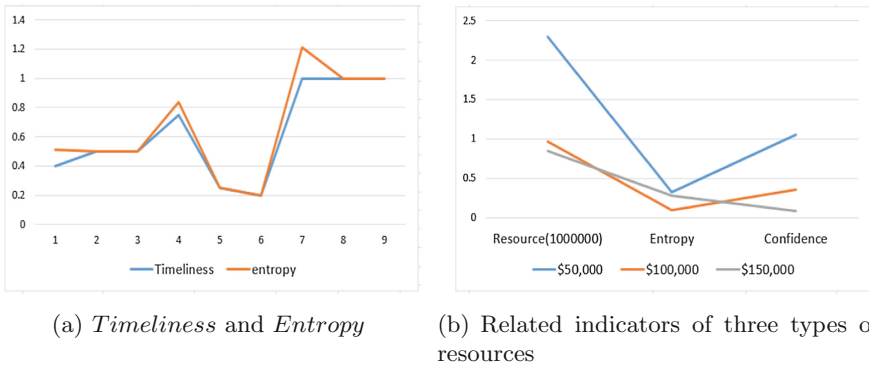 1.4
1.2
1
0.8
0.6
0.4
0.2
0
1 2 3 4 5 6 7 8 9
Timeliness entropy
(a) Timeliness and Entropy
2.5
2
1.5
1
0.5
0
Resource(1000000) Entropy Confidence
$50,000 $100,000 $150,000
(b) Related indicators of three types o
resources